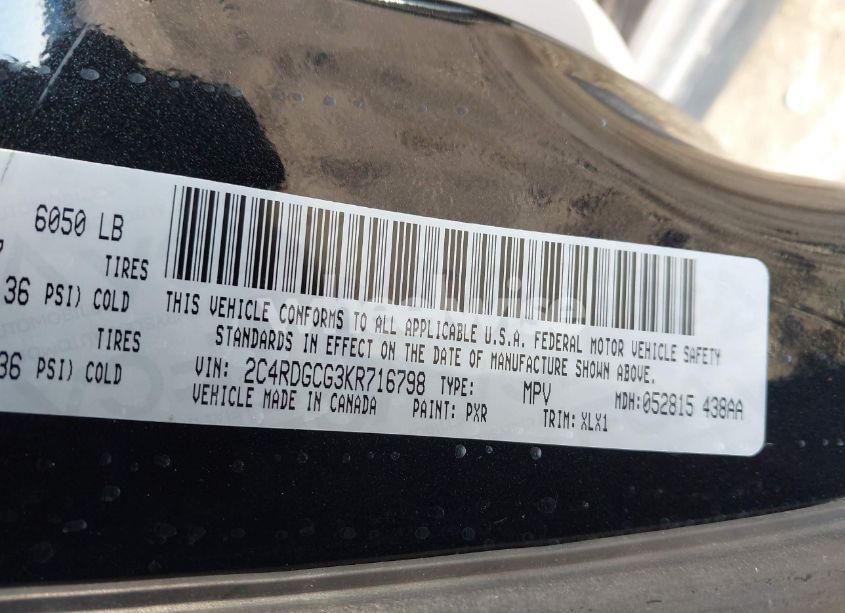 6050 LB
TIRES
36 PSI) COLD
TIRES
36 PSI) COLD
THIS VEHICLE CONFORMS TO ALL APPLICABLE U.S.A. FEDERAL MOTOR VEHICLE SAFETY
STANDARDS IN EFFECT ON THE DATE OF MANUFACTURE SHOWN ABOVE.
VIN: 2C4RDGCG3KR716798 TYPE: MPV MDH: 052815 438AA
VEHICLE MADE IN CANADA PAINT: PXR TRIM: XLX1